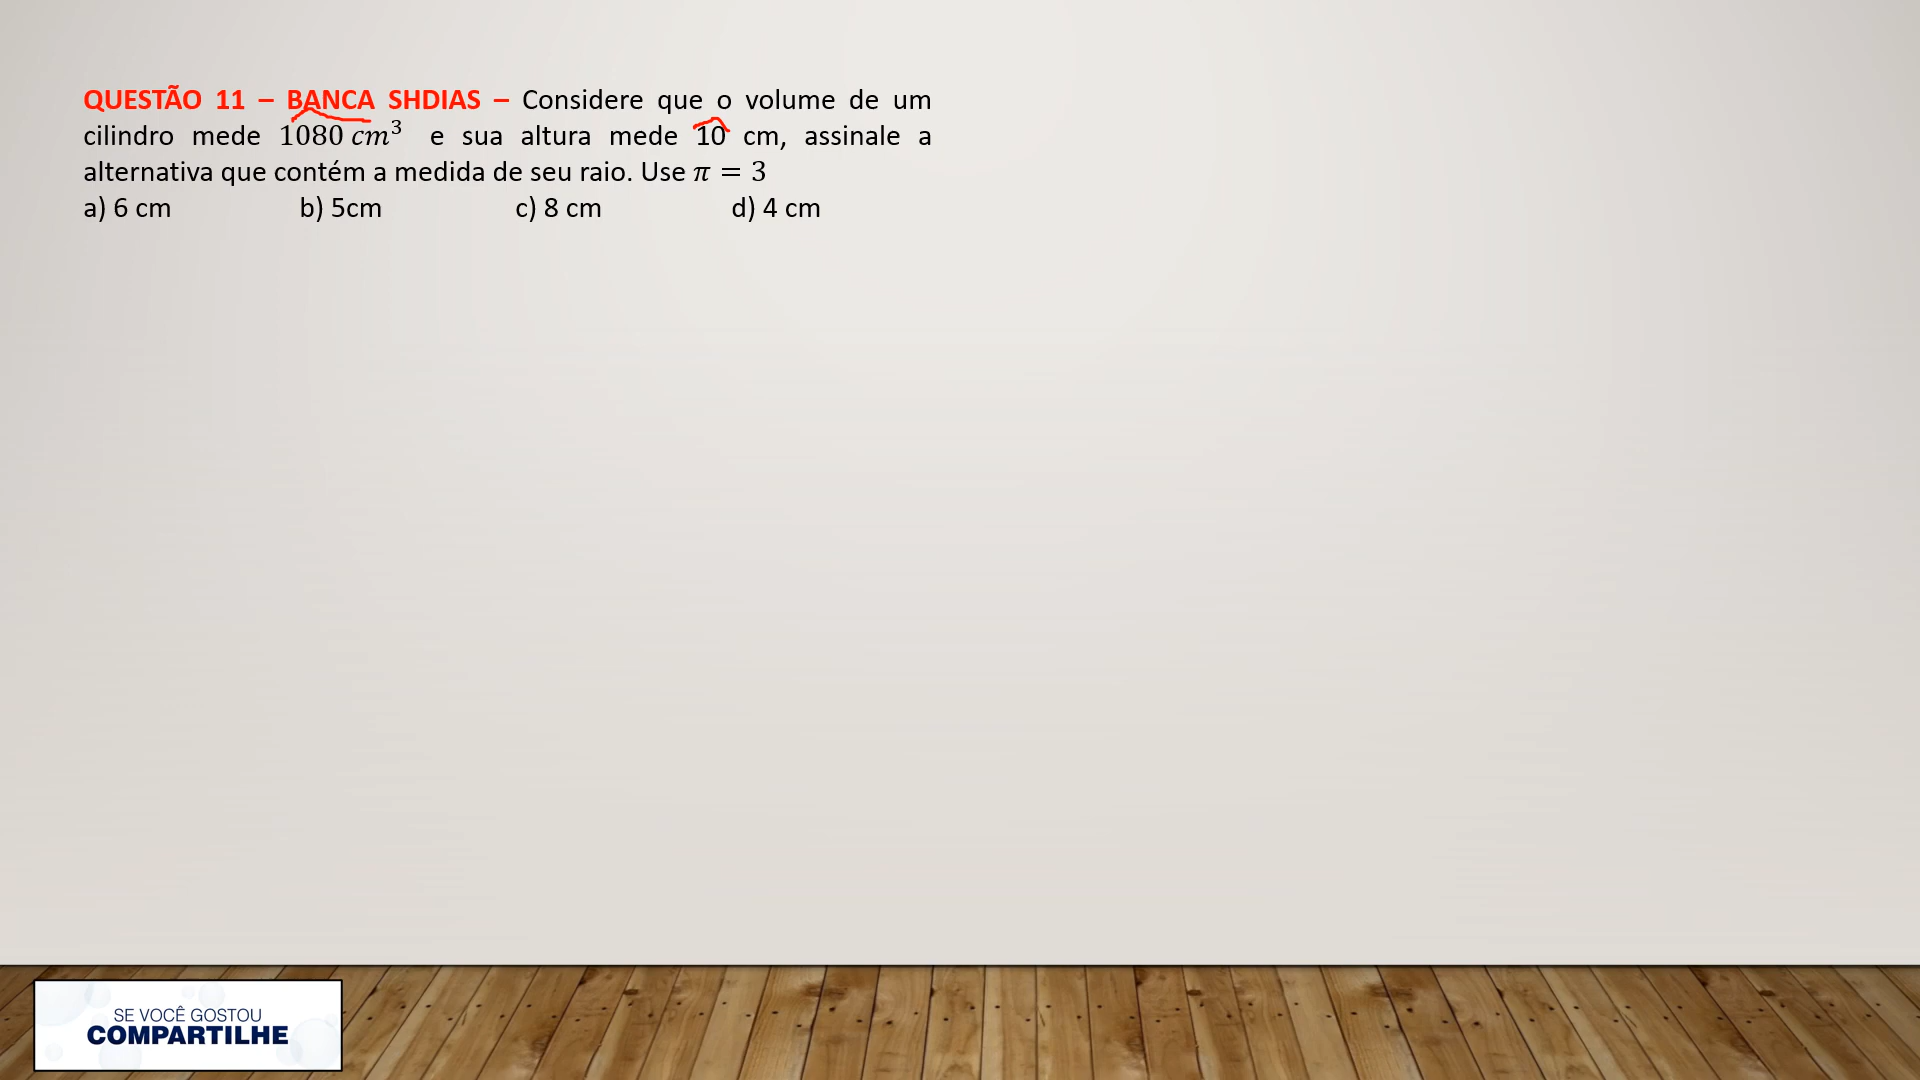 QUESTÃO 11 – BANCA SHDIAS – Considere que o volume de um
cilindro mede 1080 cm³ e sua altura mede 10 cm, assinale a
alternativa que contém a medida de seu raio. Use π = 3
a) 6 cm b) 5cm c) 8 cm d) 4 cm
SE VOCÊ GOSTOU
COMPARTILHE